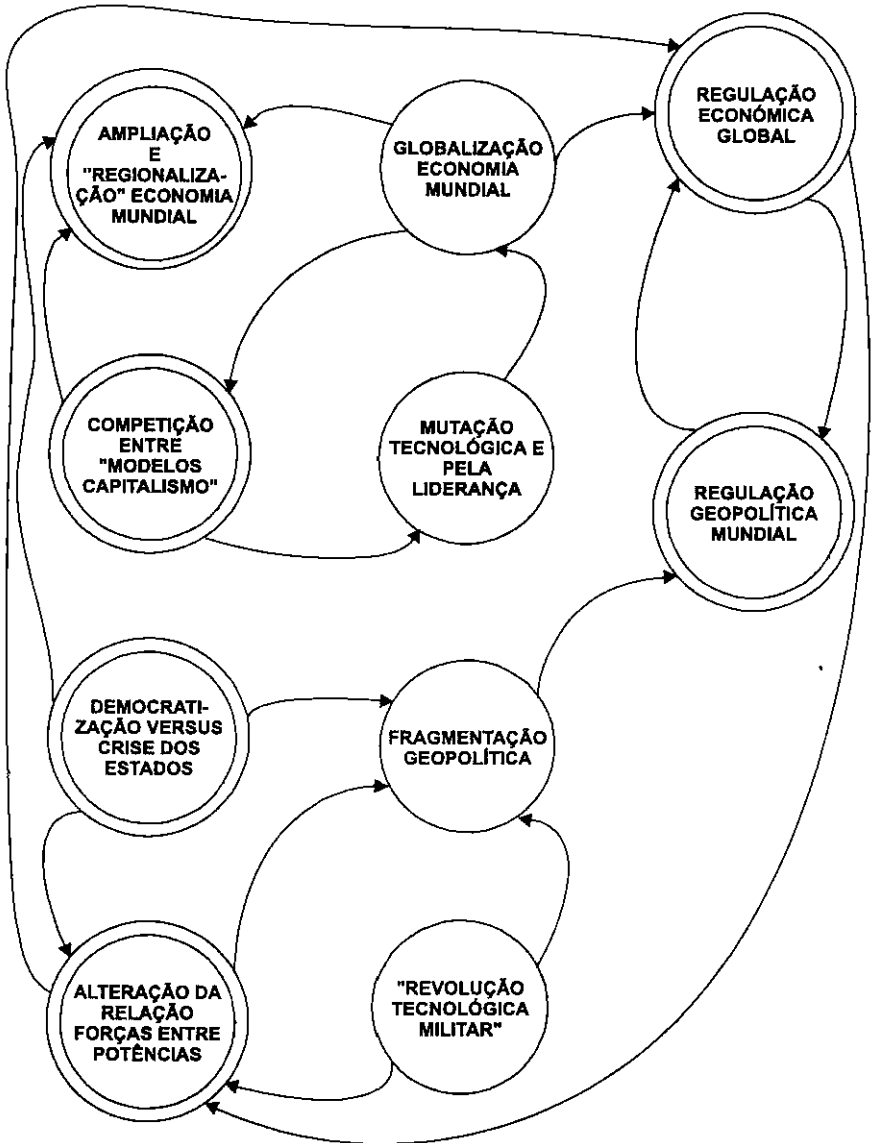 AMPLIAÇÃO
E
"REGIONALIZA-
ÇÃO" ECONOMIA
MUNDIAL
GLOBALIZAÇÃO
ECONOMIA
MUNDIAL
REGULAÇÃO
ECONÓMICA
GLOBAL
COMPETIÇÃO
ENTRE
"MODELOS
CAPITALISMO"
MUTAÇÃO
TECNOLÓGICA E
PELA
LIDERANÇA
REGULAÇÃO
GEOPOLÍTICA
MUNDIAL
DEMOCRATI-
ZAÇÃO VERSUS
CRISE DOS
ESTADOS
FRAGMENTAÇÃO
GEOPOLÍTICA
ALTERAÇÃO DA
RELAÇÃO
FORÇAS ENTRE
POTÊNCIAS
"REVOLUÇÃO
TECNOLÓGICA
MILITAR"